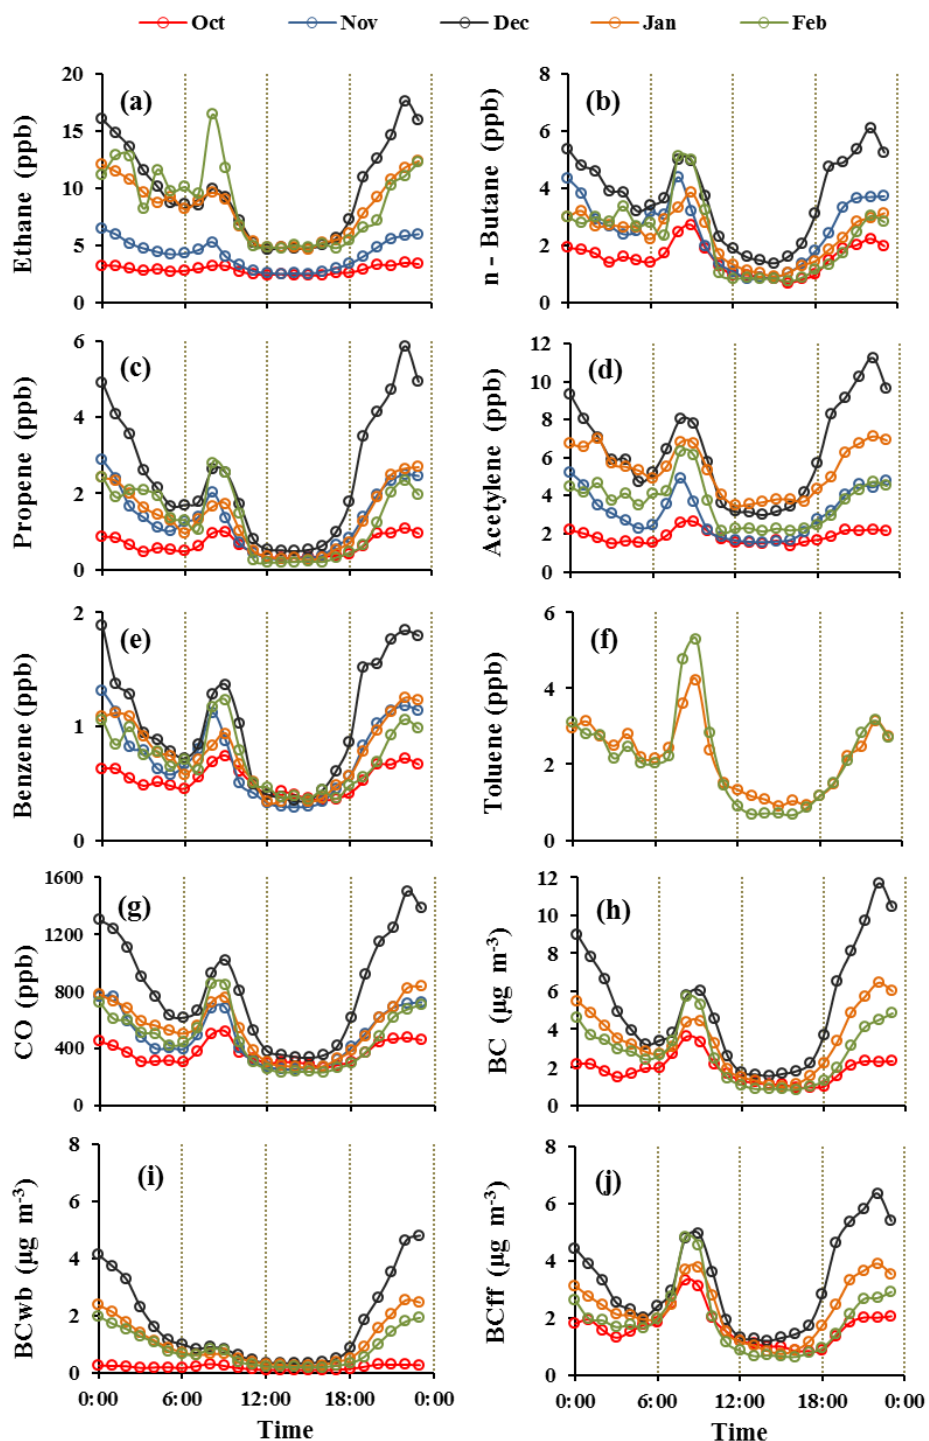 Oct Nov Dec Jan Feb
(a)
Ethane (ppb)
20
15
10
5
0
(b)
n - Butane (ppb)
8
6
4
2
0
(c)
Propene (ppb)
6
4
2
0
(d)
Acetylene (ppb)
12
10
8
6
4
2
0
(e)
Benzene (ppb)
2
1
0
(f)
Toluene (ppb)
6
4
2
0
(g)
CO (ppb)
1600
1200
800
400
0
(h)
BC (µg m-3)
12
10
8
6
4
2
0
(i)
BCwb (µg m-3)
8
6
4
2
0
0:00 6:00 12:00 18:00 0:00
Time
(j)
BCff (µg m-3)
8
6
4
2
0
0:00 6:00 12:00 18:00 0:00
Time